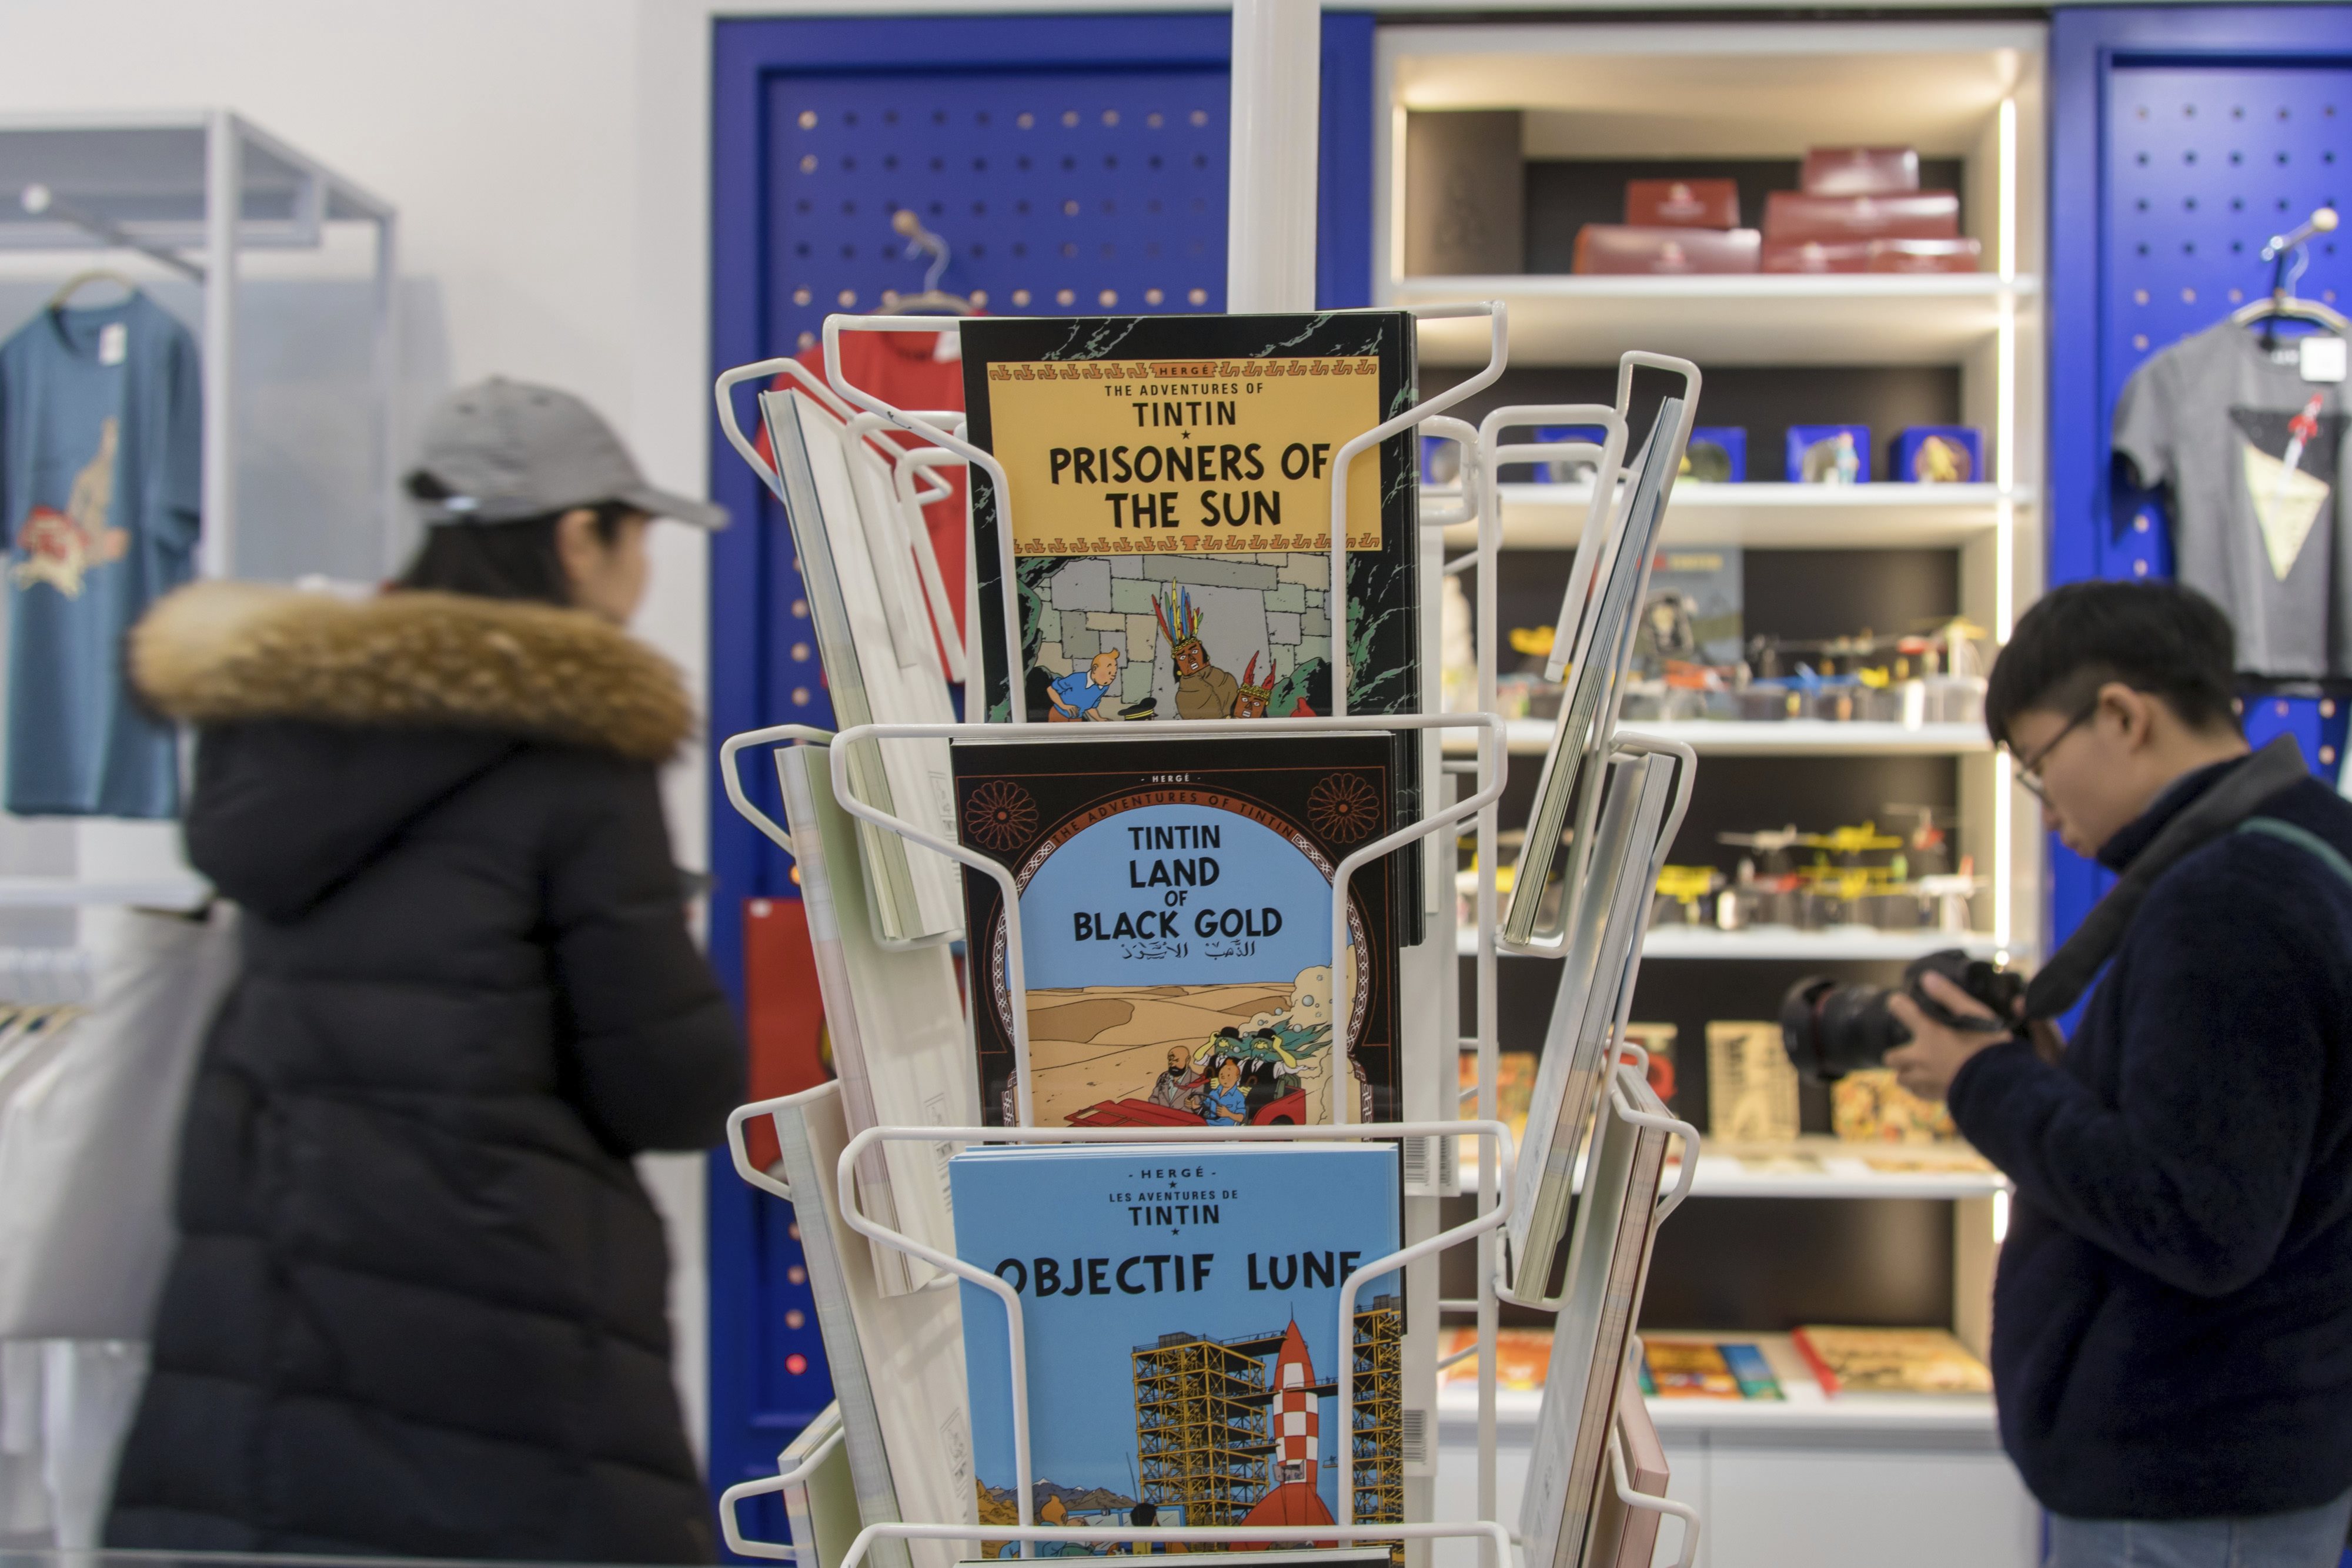 HERGÉ
THE ADVENTURES OF
TINTIN
PRISONERS OF
THE SUN
- HERGÉ -
THE ADVENTURES OF TINTIN
TINTIN
LAND
OF
BLACK GOLD
الذهب الاسود
- HERGÉ -
LES AVENTURES DE
TINTIN
OBJECTIF LUNE